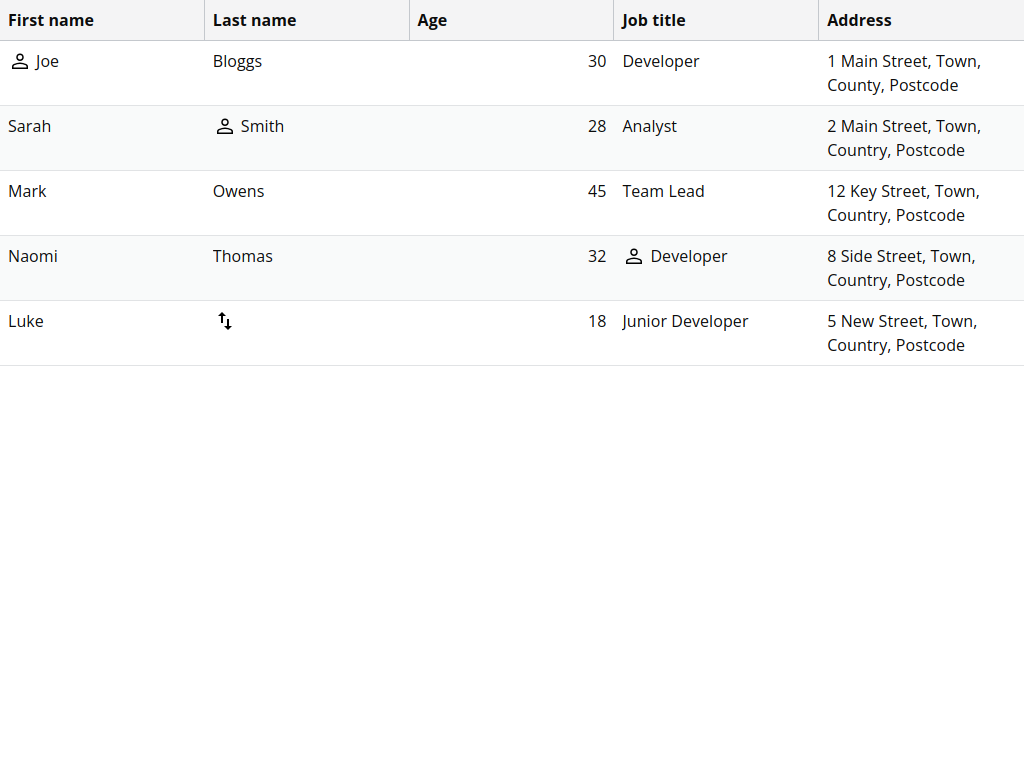 First name Last name Age Job title Address
Joe Bloggs 30 Developer 1 Main Street, Town,
County, Postcode
Sarah Smith 28 Analyst 2 Main Street, Town,
Country, Postcode
Mark Owens 45 Team Lead 12 Key Street, Town,
Country, Postcode
Naomi Thomas 32 Developer 8 Side Street, Town,
Country, Postcode
Luke 18 Junior Developer 5 New Street, Town,
Country, Postcode